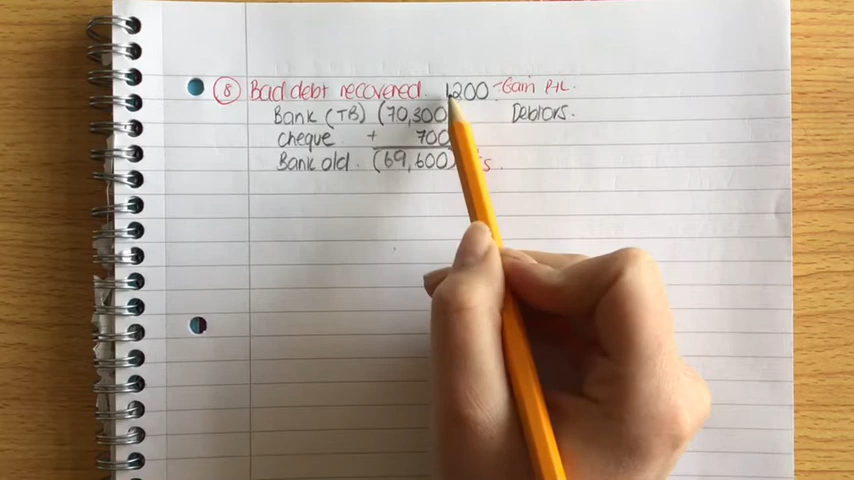 8 Bad debt recovered. 1200 - Gain P+L.
Bank (TB) (70,300 Debtors.
cheque + 700
Bank old. (69,600) s.